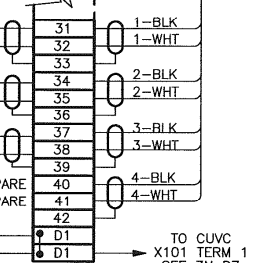 31 1-BLK
32 1-WHT
33
34 2-BLK
35 2-WHT
36
37 3-BLK
38 3-WHT
39
PARE 40 4-BLK
PARE 41 4-WHT
42
D1 TO CUVC
D1 X101 TERM 1